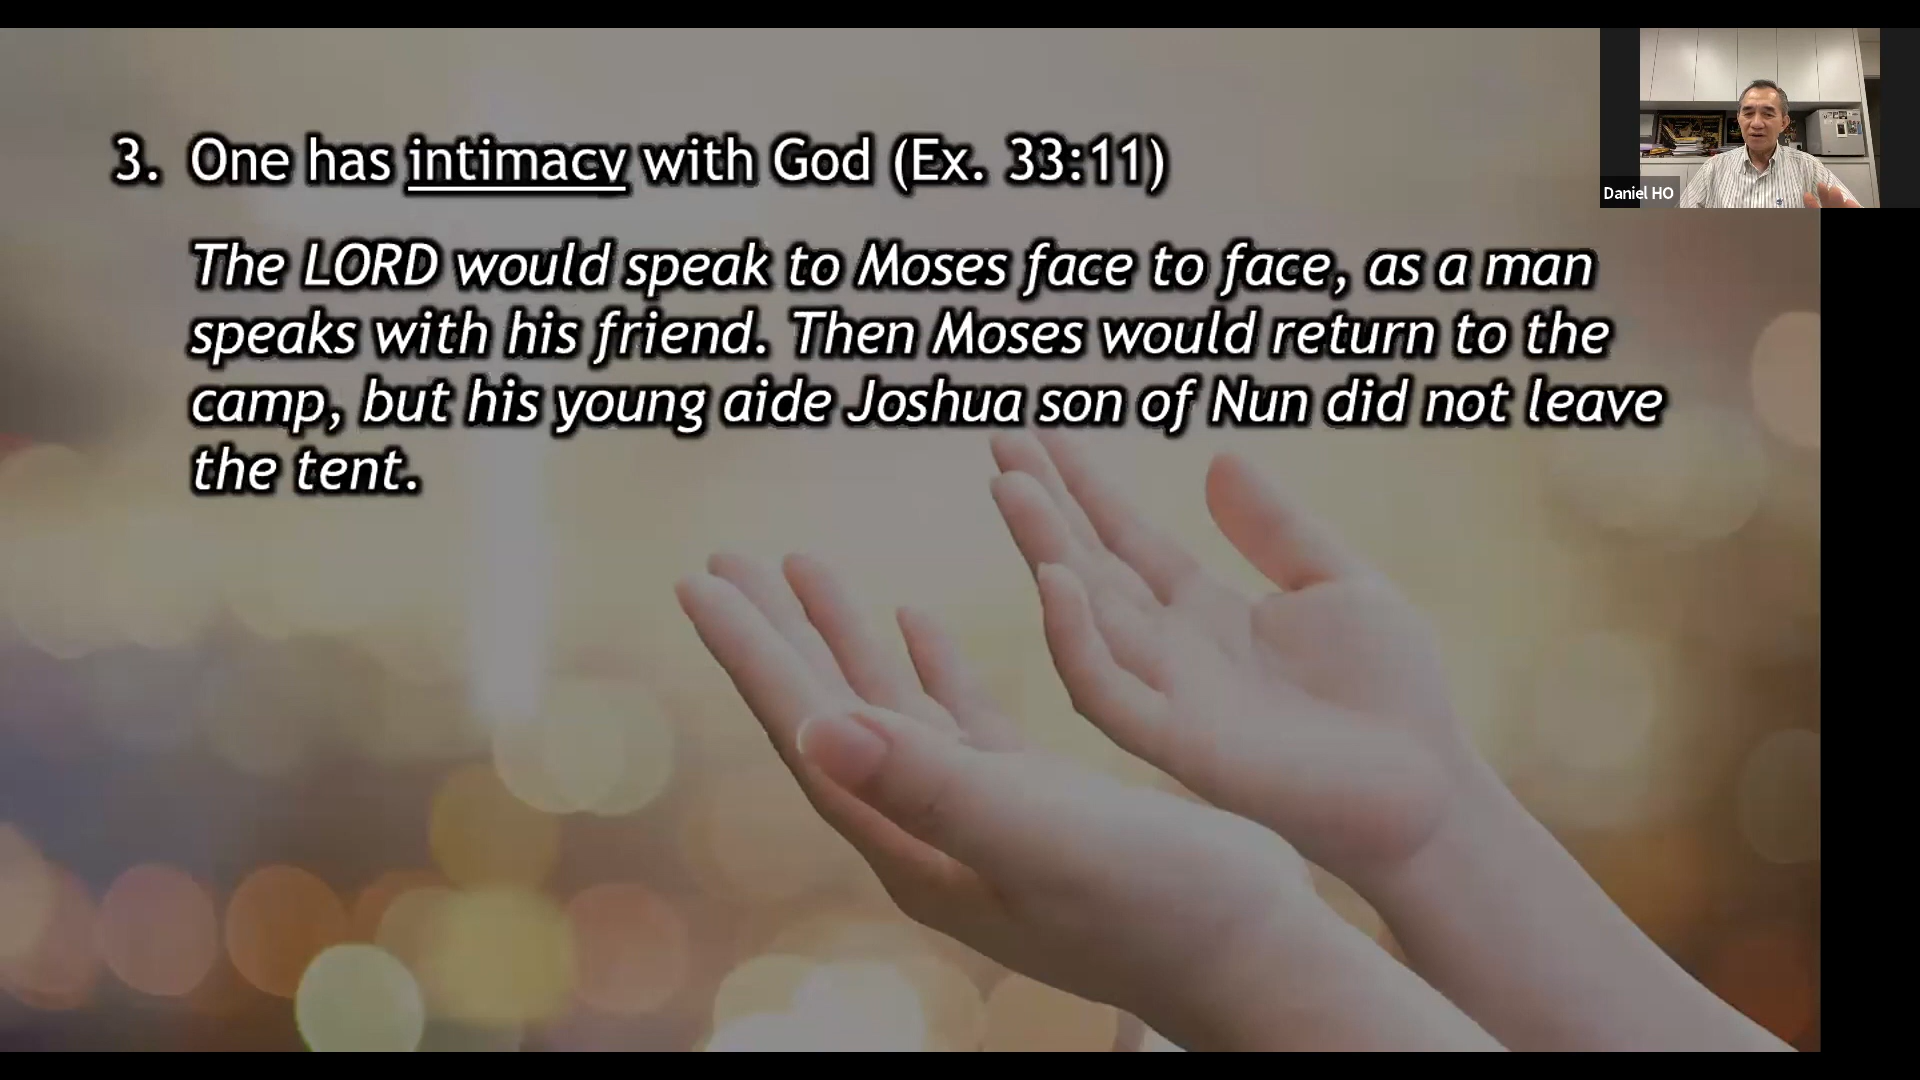 3. One has intimacy with God (Ex. 33:11)
The LORD would speak to Moses face to face, as a man
speaks with his friend. Then Moses would return to the
camp, but his young aide Joshua son of Nun did not leave
the tent.
Daniel HO